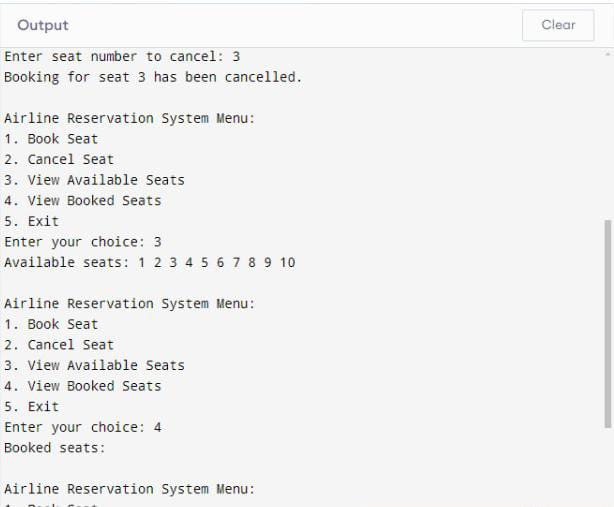 Output
Clear
Enter seat number to cancel: 3
Booking for seat 3 has been cancelled.
Airline Reservation System Menu:
1. Book Seat
2. Cancel Seat
3. View Available Seats
4. View Booked Seats
5. Exit
Enter your choice: 3
Available seats: 1 2 3 4 5 6 7 8 9 10
Airline Reservation System Menu:
1. Book Seat
2. Cancel Seat
3. View Available Seats
4. View Booked Seats
5. Exit
Enter your choice: 4
Booked seats:
Airline Reservation System Menu:
1. Book Seat